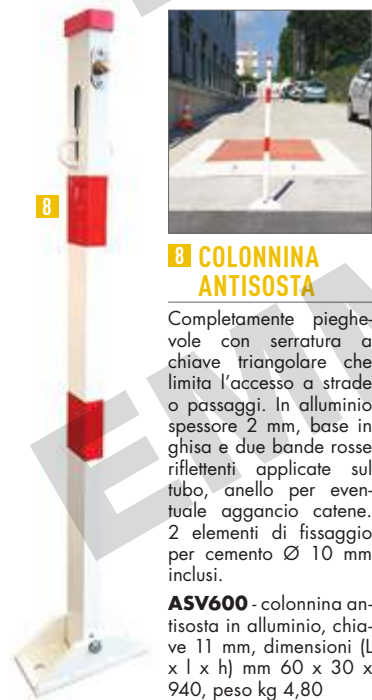 8
8 COLONNINA
ANTISOSTA
Completamente pieghe-
vole con serratura a
chiave triangolare che
limita l'accesso a strade
o passaggi. In alluminio
spessore 2 mm, base in
ghisa e due bande rosse
riflettenti applicate sul
tubo, anello per even-
tuale aggancio catene.
2 elementi di fissaggio
per cemento Ø 10 mm
inclusi.
ASV600 - colonnina an-
tisosta in alluminio, chia-
ve 11 mm, dimensioni (L
x l x h) mm 60 x 30 x
940, peso kg 4,80